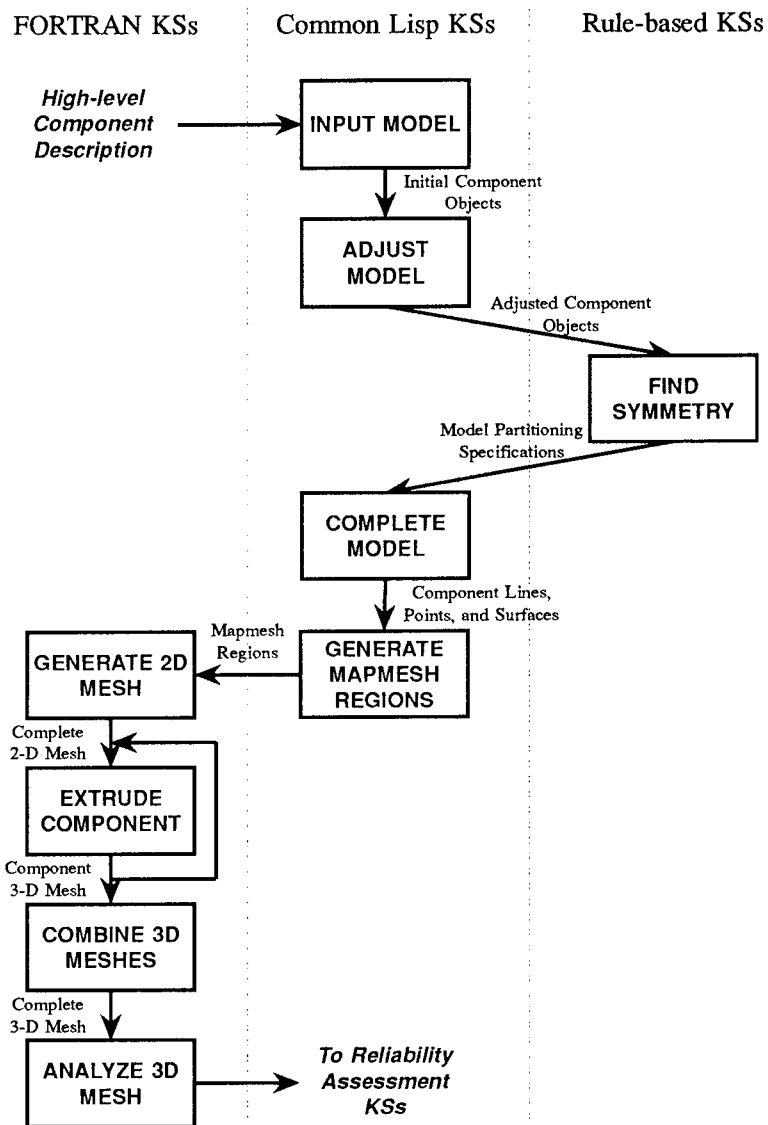 FORTRAN KSs
Common Lisp KSs
Rule-based KSs
High-level
Component
Description
INPUT MODEL
Initial Component
Objects
ADJUST
MODEL
Adjusted Component
Objects
FIND
SYMMETRY
Model Partitioning
Specifications
COMPLETE
MODEL
Component Lines,
Points, and Surfaces
GENERATE
MAPMESH
REGIONS
Mapmesh
Regions
GENERATE 2D
MESH
Complete
2-D Mesh
EXTRUDE
COMPONENT
Component
3-D Mesh
COMBINE 3D
MESHES
Complete
3-D Mesh
ANALYZE 3D
MESH
To Reliability
Assessment
KSs